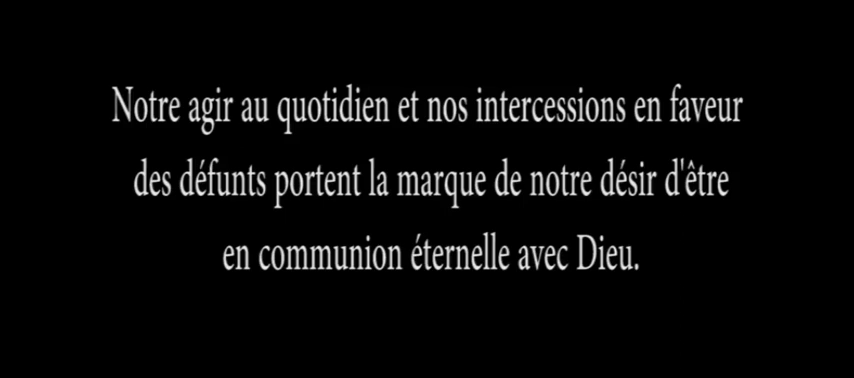 Notre agir au quotidien et nos intercessions en faveur
des défunts portent la marque de notre désir d'être
en communion éternelle avec Dieu.